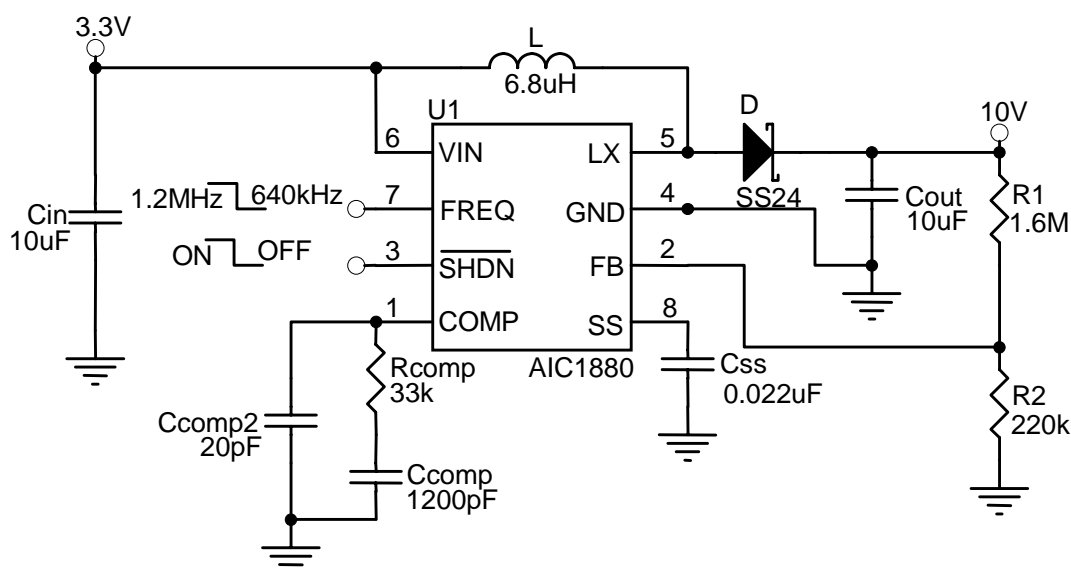 3.3V
L
6.8uH
U1
D
10V
6
VIN
LX
5
1.2MHz
640kHz
7
FREQ
GND
4
SS24
Cout
10uF
R1
1.6M
Cin
10uF
ON
OFF
3
SHDN
FB
2
1
COMP
SS
8
Rcomp
33k
AIC1880
Css
0.022uF
R2
220k
Ccomp2
20pF
Ccomp
1200pF